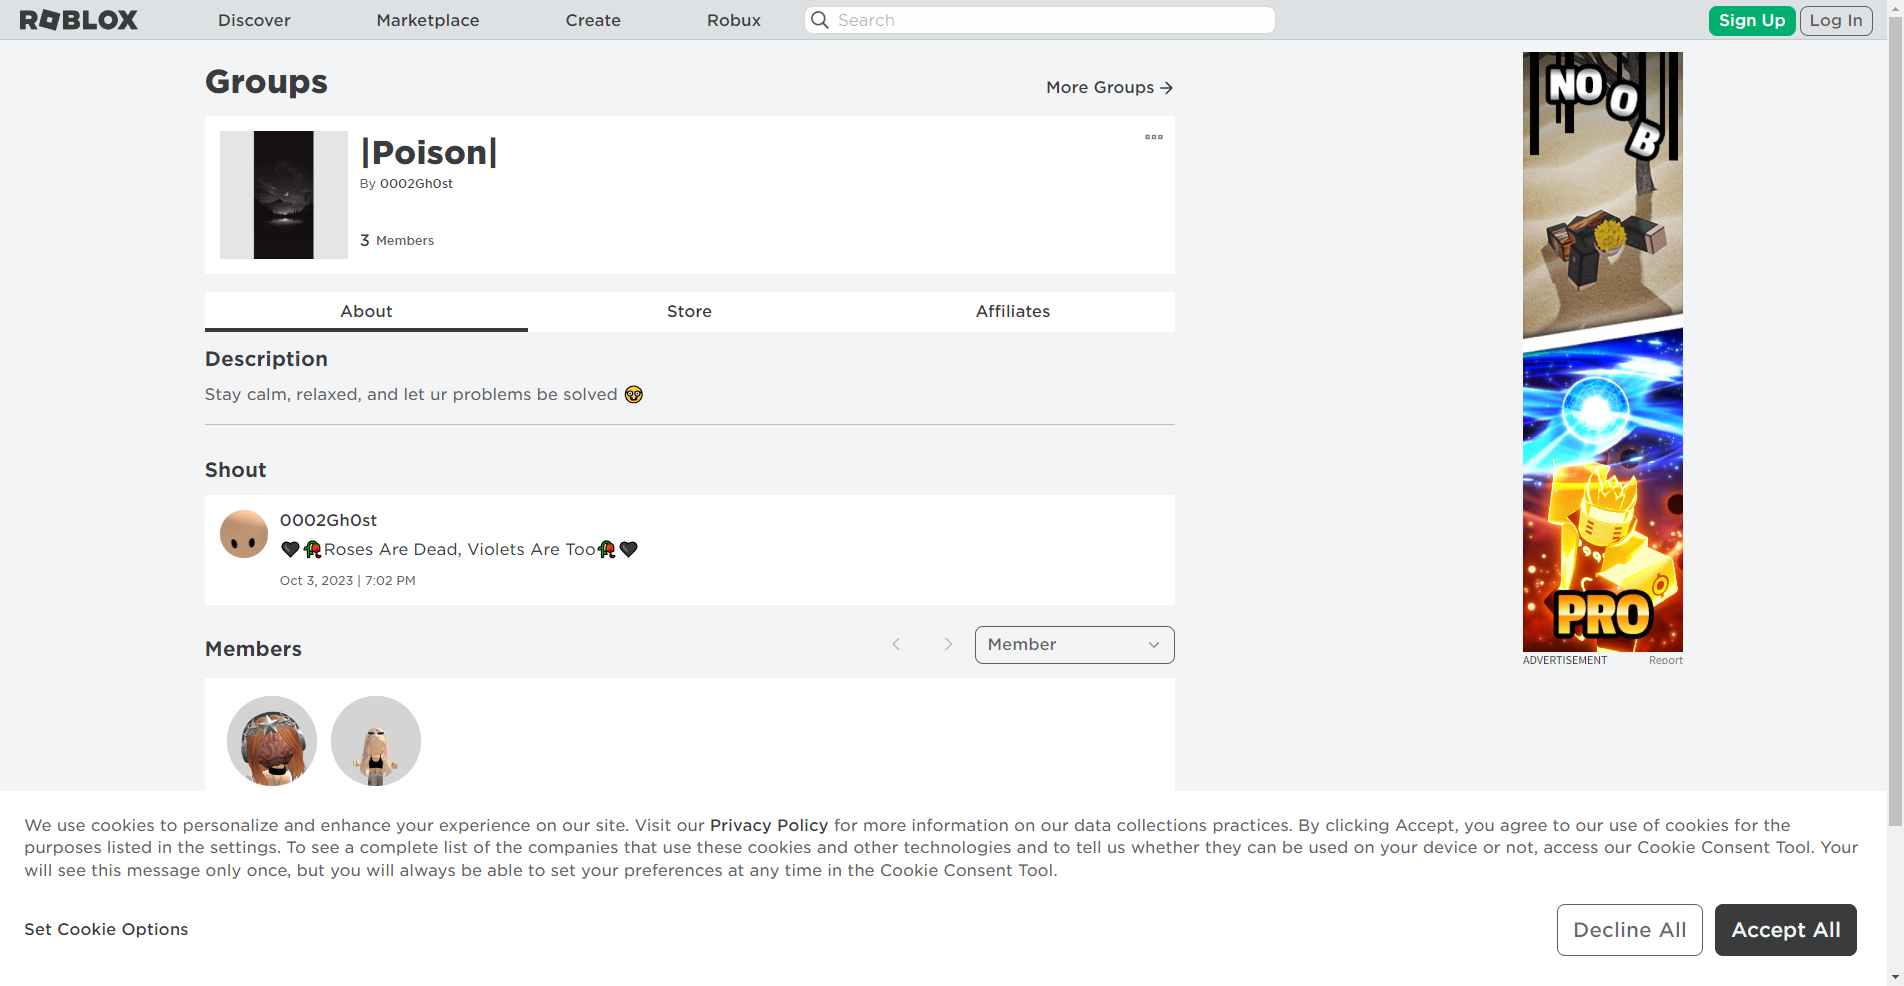 ROBLOX Discover Marketplace Create Robux Search Sign Up Log In
Groups
More Groups
|Poison|
By 0002Gh0st
3 Members
About Store Affiliates
Description
Stay calm, relaxed, and let ur problems be solved 🤓
Shout
0002Gh0st
🖤🥀Roses Are Dead, Violets Are Too🥀🖤
Oct 3, 2023 | 7:02 PM
Members
Member
NOOB
PRO
ADVERTISEMENT Report
We use cookies to personalize and enhance your experience on our site. Visit our Privacy Policy for more information on our data collections practices. By clicking Accept, you agree to our use of cookies for the
purposes listed in the settings. To see a complete list of the companies that use these cookies and other technologies and to tell us whether they can be used on your device or not, access our Cookie Consent Tool. Your
will see this message only once, but you will always be able to set your preferences at any time in the Cookie Consent Tool.
Set Cookie Options
Decline All
Accept All